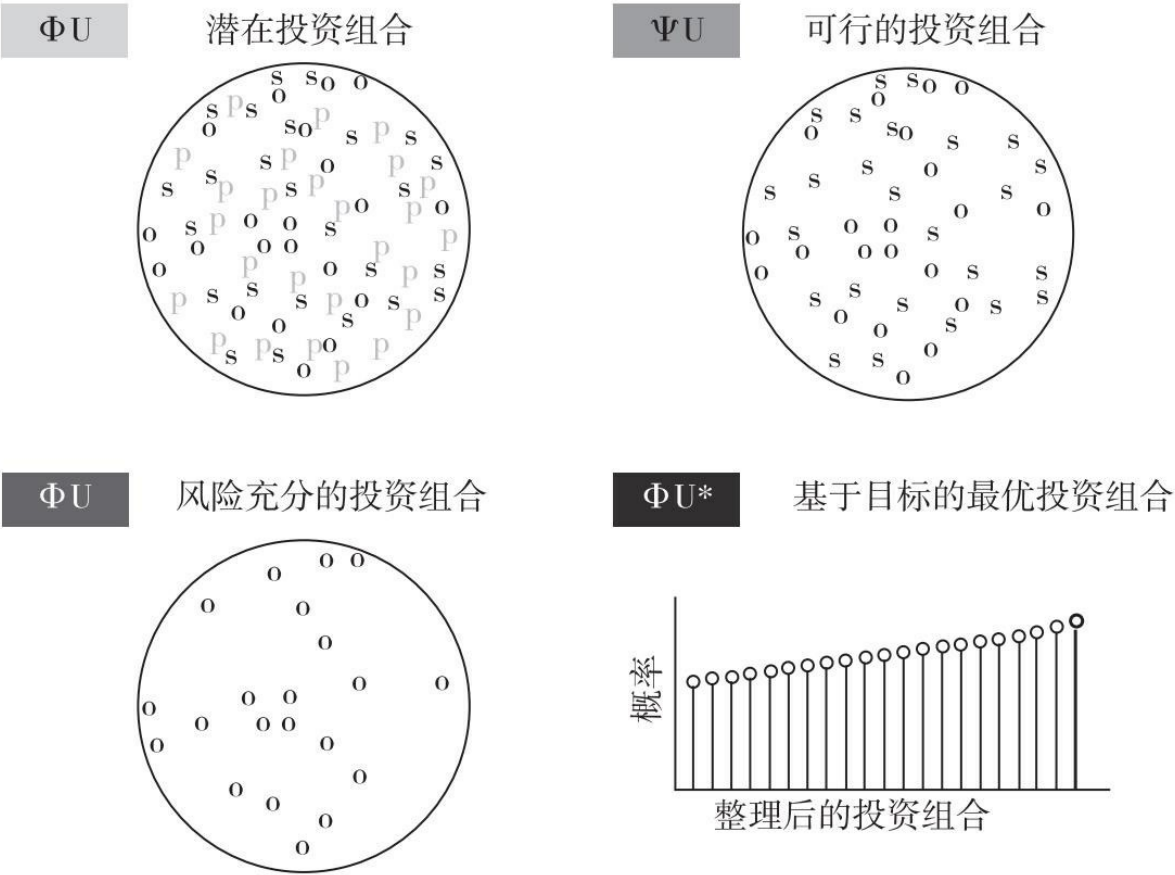 ΦU 潜在投资组合
ΨU 可行的投资组合
ΦU 风险充分的投资组合
ΦU* 基于目标的最优投资组合
概率
整理后的投资组合